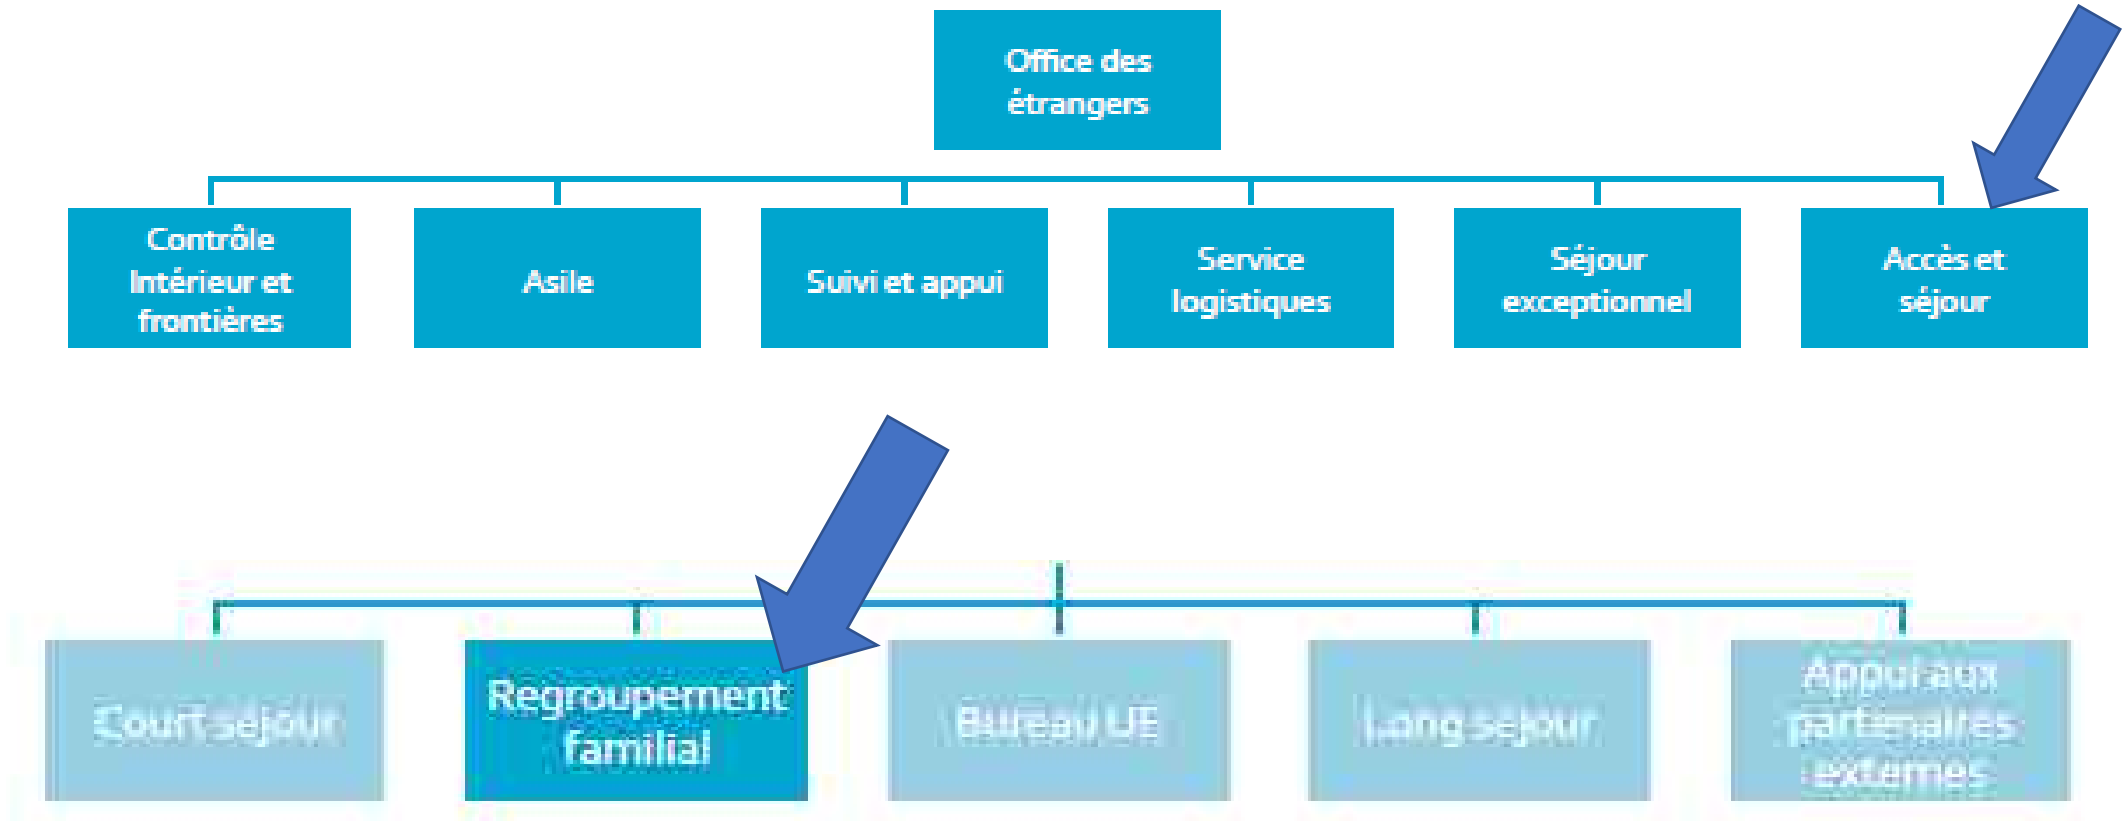 Office des
étrangers
Contrôle
Intérieur et
frontières
Asile
Suivi et appui
Service
logistiques
Séjour
exceptionnel
Accès et
séjour
Court séjour
Regroupement
familial
Bureau UE
Long séjour
Appui aux
partenaires
externes